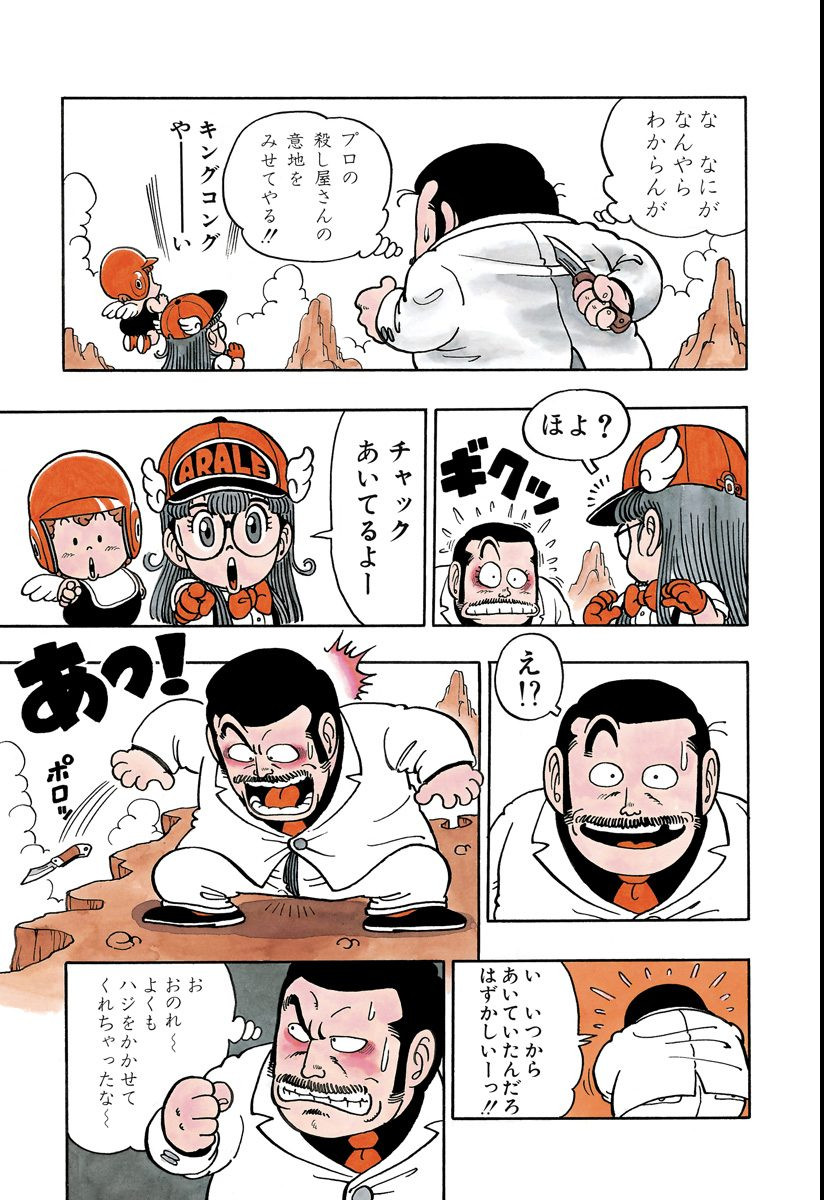 な　なにが
なんやら
わからんが
プロの
殺し屋さんの
意地を
みせてやる!!
キングコング
やーーい
ほよ？
ギクッ
チャック
あいてるよー
ARALE
え!?
あっ！
ポロッ
い　いつから
あいていたんだろ
はずかしいーっ!!
お
おのれ〜
よくも
ハジをかかせて
くれちゃったな〜